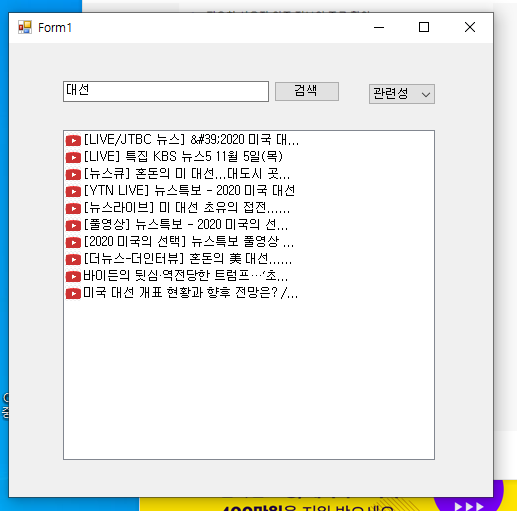 Form1
대선
검색
관련성
[LIVE/JTBC 뉴스] &#39;2020 미국 대...
[LIVE] 특집 KBS 뉴스5 11월 5일(목)
[뉴스큐] 혼돈의 미 대선...대도시 곳...
[YTN LIVE] 뉴스특보 - 2020 미국 대선
[뉴스라이브] 미 대선 초유의 접전......
[풀영상] 뉴스특보 - 2020 미국의 선...
[2020 미국의 선택] 뉴스특보 풀영상 ...
[더뉴스-더인터뷰] 혼돈의 美 대선......
바이든의 뒷심·역전당한 트럼프…'초...
미국 대선 개표 현황과 향후 전망은? /...